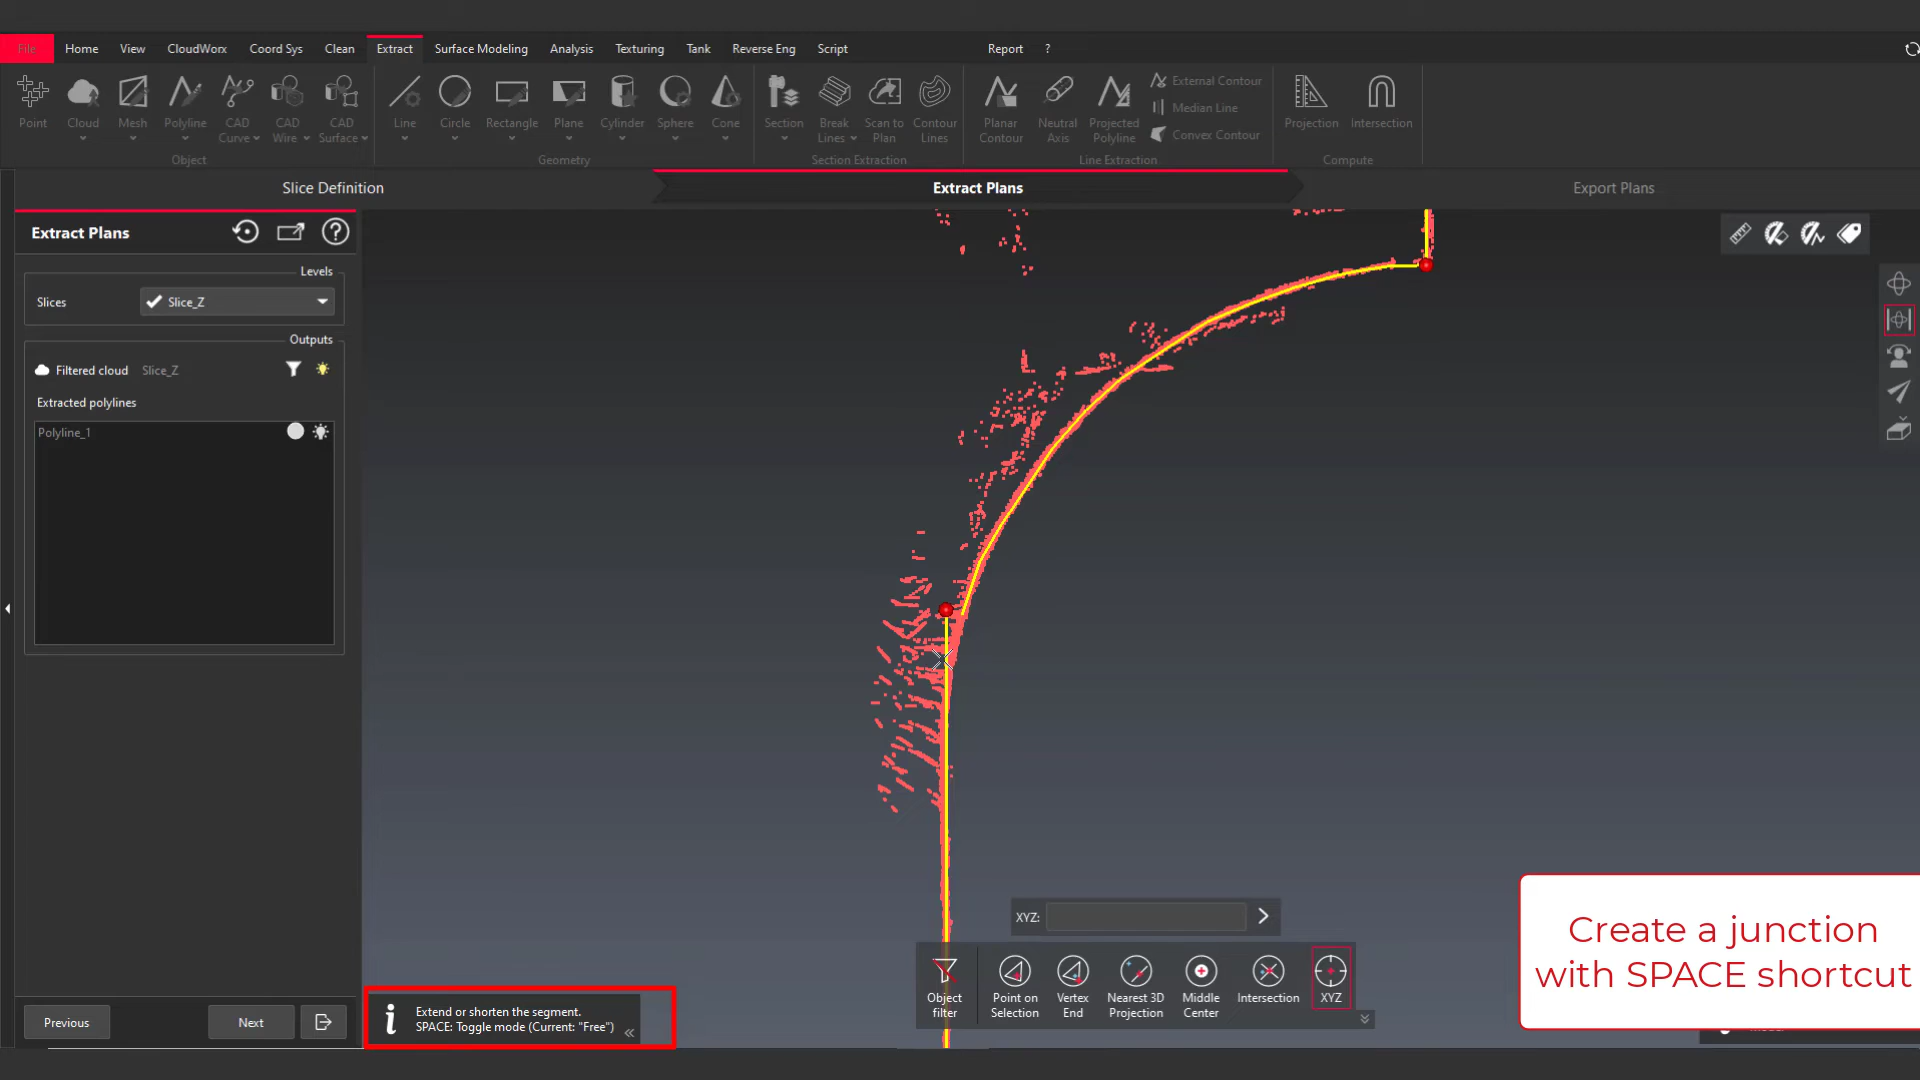 File Home View CloudWorx Coord Sys Clean Extract Surface Modeling Analysis Texturing Tank Reverse Eng Script Report ?
Point Cloud Mesh Polyline CAD Curve CAD Wire CAD Surface
Object
Line Circle Rectangle Plane Cylinder Sphere Cone
Geometry
Section Break Lines Scan to Plan Contour Lines
Section Extraction
Planar Contour Neutral Axis Projected Polyline
External Contour
Median Line
Convex Contour
Line Extraction
Projection Intersection
Compute
Slice Definition Extract Plans Export Plans
Extract Plans
Levels
Slices Slice_Z
Outputs
Filtered cloud Slice_Z
Extracted polylines
Polyline_1
XYZ:
Object filter
Point on Selection
Vertex End
Nearest 3D Projection
Middle Center
Intersection
XYZ
Create a junction
with SPACE shortcut
Previous Next
Extend or shorten the segment.
SPACE: Toggle mode (Current: "Free")